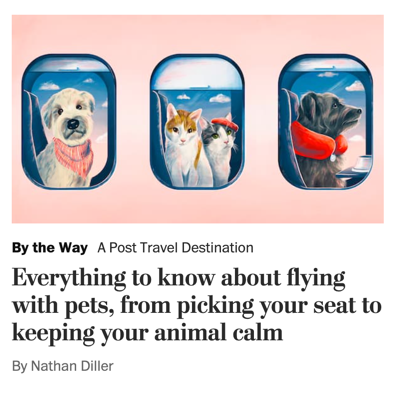 By the Way A Post Travel Destination
Everything to know about flying
with pets, from picking your seat to
keeping your animal calm
By Nathan Diller